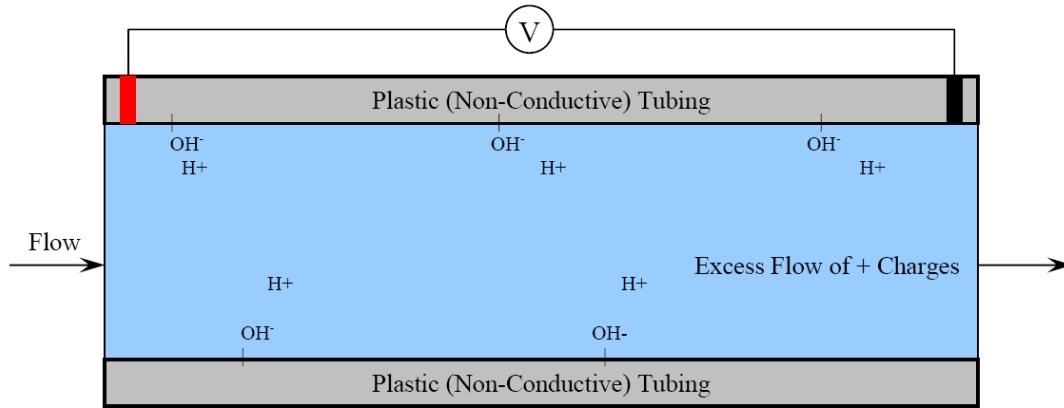 V
Plastic (Non-Conductive) Tubing
OH- OH- OH-
H+ H+ H+
Flow
Excess Flow of + Charges
H+ H+
OH- OH-
Plastic (Non-Conductive) Tubing